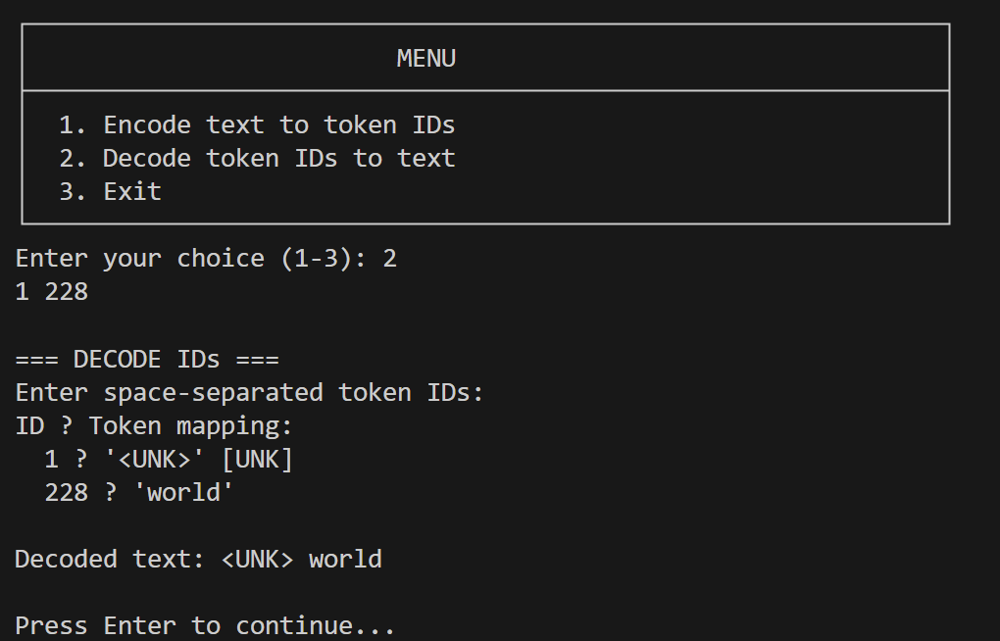 MENU
1. Encode text to token IDs
2. Decode token IDs to text
3. Exit
Enter your choice (1-3): 2
1 228
=== DECODE IDs ===
Enter space-separated token IDs:
ID ? Token mapping:
1 ? '<UNK>' [UNK]
228 ? 'world'
Decoded text: <UNK> world
Press Enter to continue...